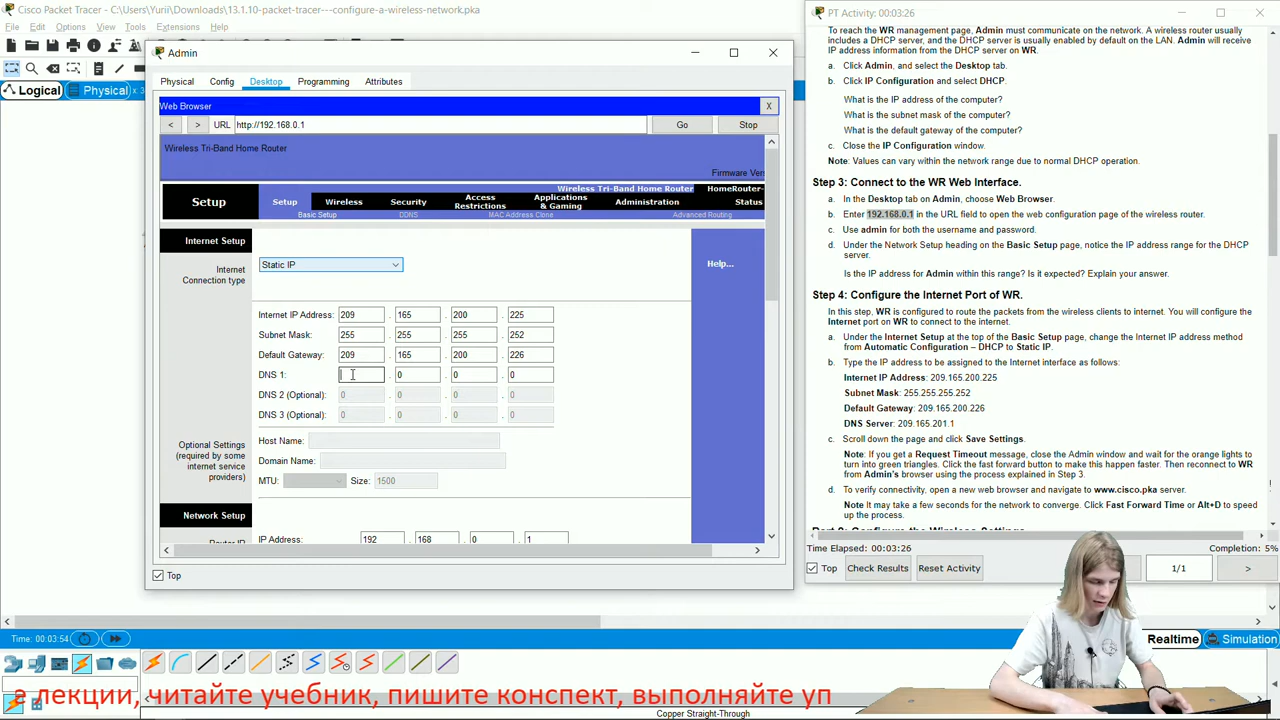 Cisco Packet Tracer - C:\Users\Yurii\Downloads\13.1.10-packet-tracer---configure-a-wireless-network.pka
File Edit Options View Tools Extensions Help
Logical Physical x: 3
Time: 00:03:54
Realtime Simulation
Copper Straight-Through
Admin
Physical Config Desktop Programming Attributes
Web Browser X
< > URL http://192.168.0.1 Go Stop
Wireless Tri-Band Home Router
Firmware Ver
Wireless Tri-Band Home Router HomeRouter-
Setup Setup Wireless Security Access Restrictions Applications & Gaming Administration Status
Basic Setup DDNS MAC Address Clone Advanced Routing
Internet Setup
Internet Connection type
Static IP
Help...
Internet IP Address: 209 . 165 . 200 . 225
Subnet Mask: 255 . 255 . 255 . 252
Default Gateway: 209 . 165 . 200 . 226
DNS 1: . 0 . 0 . 0
DNS 2 (Optional): 0 . 0 . 0 . 0
DNS 3 (Optional): 0 . 0 . 0 . 0
Optional Settings
(required by some
internet service
providers)
Host Name:
Domain Name:
MTU: Size: 1500
Network Setup
Router IP
IP Address: 192 . 168 . 0 . 1
Top
PT Activity: 00:03:26
To reach the WR management page, Admin must communicate on the network. A wireless router usually
includes a DHCP server, and the DHCP server is usually enabled by default on the LAN. Admin will receive
IP address information from the DHCP server on WR.
a. Click Admin, and select the Desktop tab.
b. Click IP Configuration and select DHCP.
What is the IP address of the computer?
What is the subnet mask of the computer?
What is the default gateway of the computer?
c. Close the IP Configuration window.
Note: Values can vary within the network range due to normal DHCP operation.
Step 3: Connect to the WR Web Interface.
a. In the Desktop tab on Admin, choose Web Browser.
b. Enter 192.168.0.1 in the URL field to open the web configuration page of the wireless router.
c. Use admin for both the username and password.
d. Under the Network Setup heading on the Basic Setup page, notice the IP address range for the DHCP
server.
Is the IP address for Admin within this range? Is it expected? Explain your answer.
Step 4: Configure the Internet Port of WR.
In this step, WR is configured to route the packets from the wireless clients to internet. You will configure the
Internet port on WR to connect to the internet.
a. Under the Internet Setup at the top of the Basic Setup page, change the Internet IP address method
from Automatic Configuration – DHCP to Static IP.
b. Type the IP address to be assigned to the Internet interface as follows:
Internet IP Address: 209.165.200.225
Subnet Mask: 255.255.255.252
Default Gateway: 209.165.200.226
DNS Server: 209.165.201.1
c. Scroll down the page and click Save Settings.
Note: If you get a Request Timeout message, close the Admin window and wait for the orange lights to
turn into green triangles. Click the fast forward button to make this happen faster. Then reconnect to WR
from Admin's browser using the process explained in Step 3.
d. To verify connectivity, open a new web browser and navigate to www.cisco.pka server.
Note It may take a few seconds for the network to converge. Click Fast Forward Time or Alt+D to speed
up the process.
Time Elapsed: 00:03:26 Completion: 5%
Top Check Results Reset Activity 1/1 >
е лекции, читайте учебник, пишите конспект, выполняйте уп